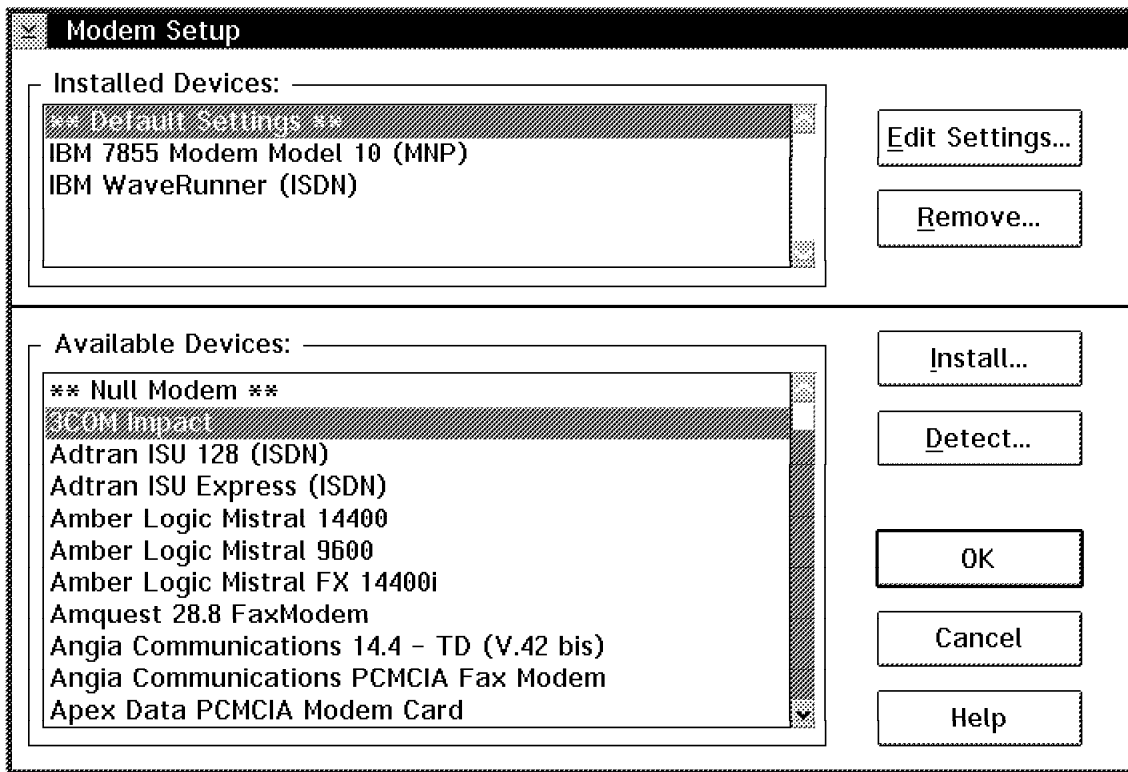 Modem Setup
Installed Devices:
** Default Settings **
IBM 7855 Modem Model 10 (MNP)
IBM WaveRunner (ISDN)
Edit Settings...
Remove...
Available Devices:
** Null Modem **
3COM Impact
Adtran ISU 128 (ISDN)
Adtran ISU Express (ISDN)
Amber Logic Mistral 14400
Amber Logic Mistral 9600
Amber Logic Mistral FX 14400i
Amquest 28.8 FaxModem
Angia Communications 14.4 - TD (V.42 bis)
Angia Communications PCMCIA Fax Modem
Apex Data PCMCIA Modem Card
Install...
Detect...
OK
Cancel
Help